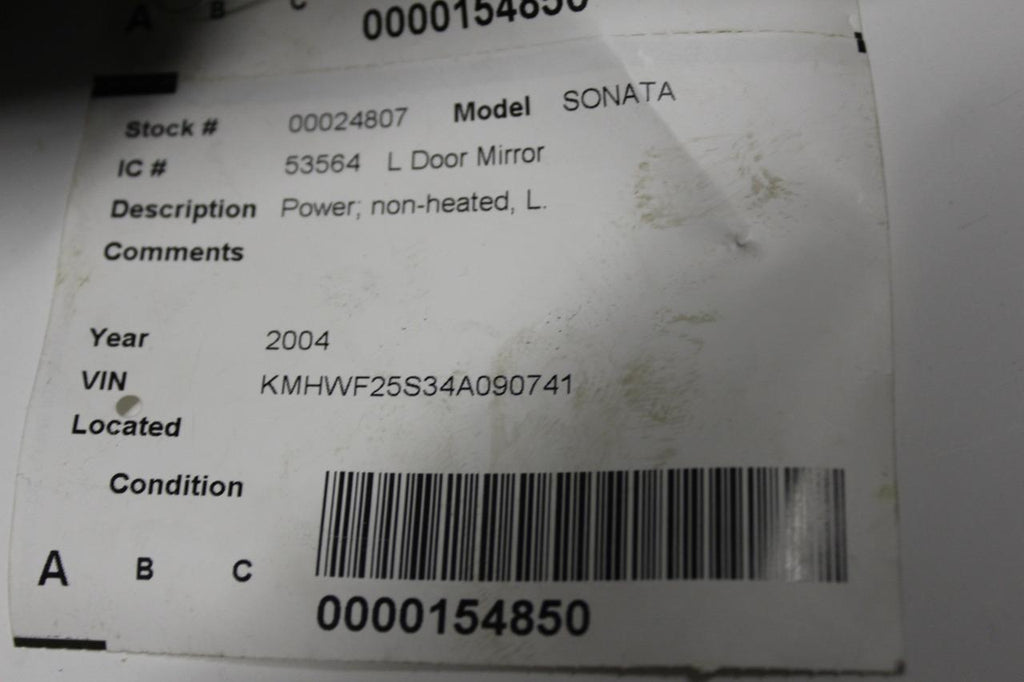 A B C 0000154850
Stock # 00024807 Model SONATA
IC # 53564 L Door Mirror
Description Power; non-heated, L.
Comments
Year 2004
VIN KMHWF25S34A090741
Located
Condition
A B C
0000154850